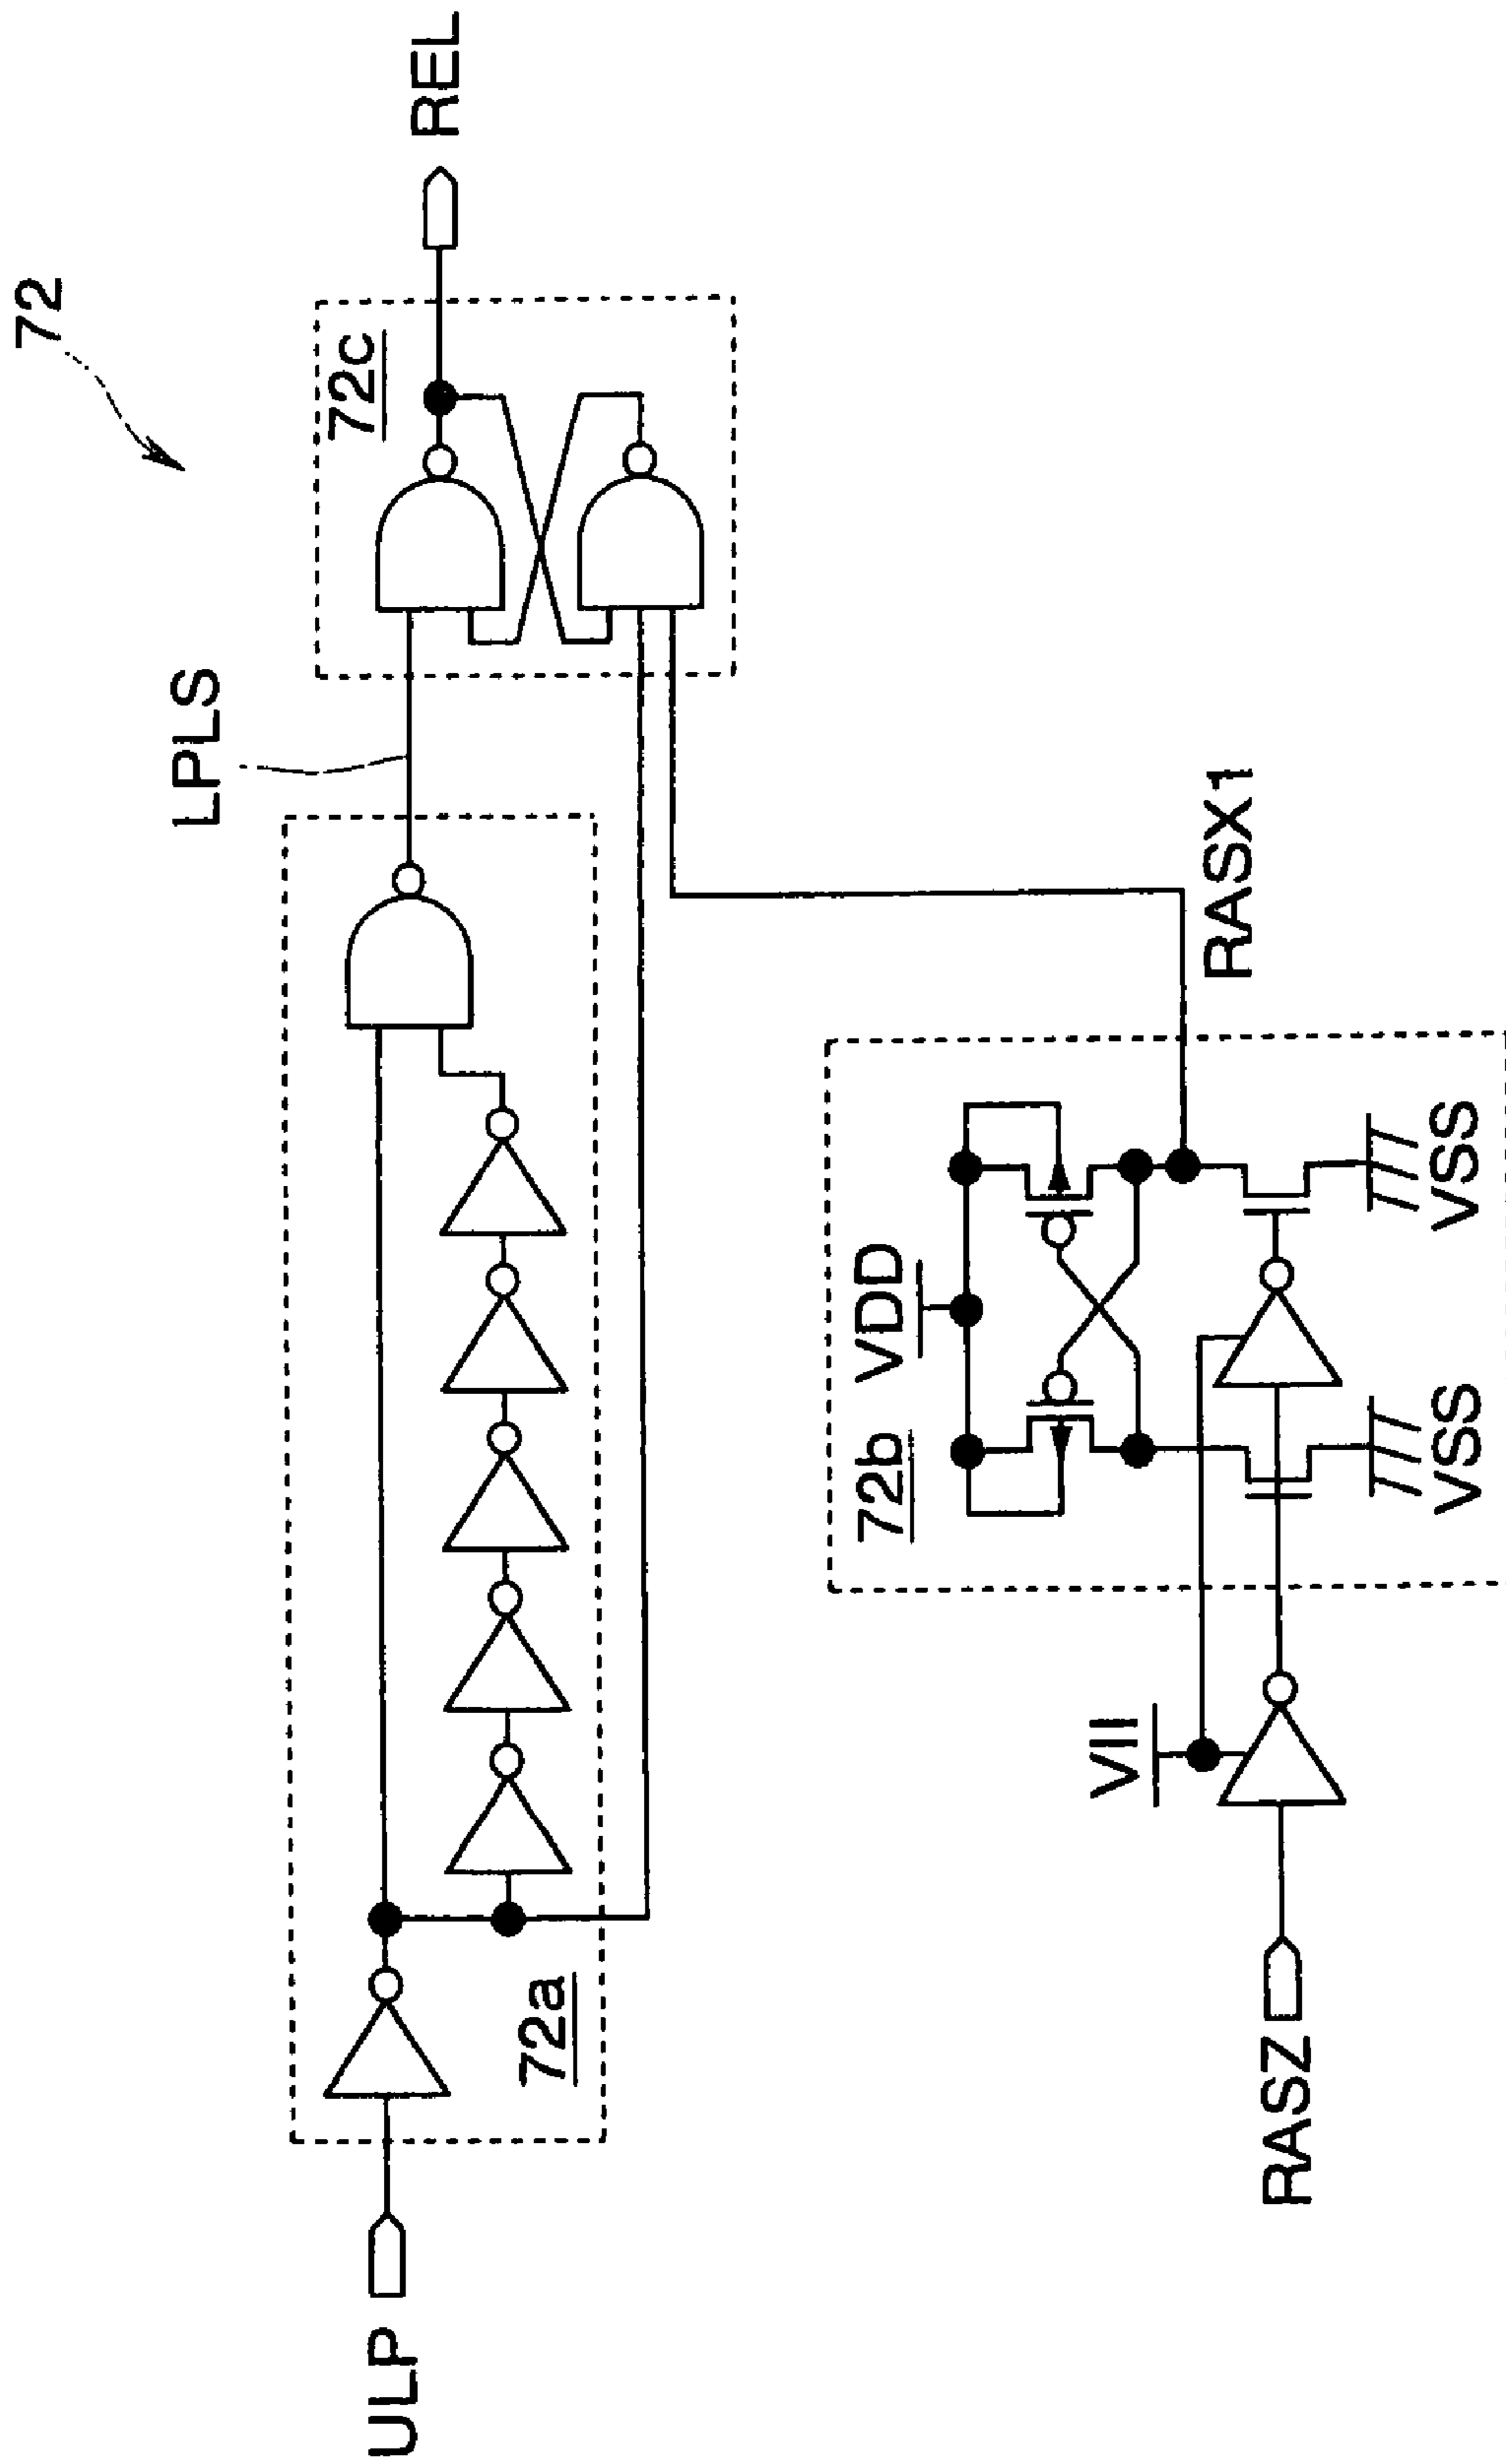 72
ULP
72a
LPLS
72c
REL
RASZ
VII
72b
VDD
VSS
VSS
RASX1